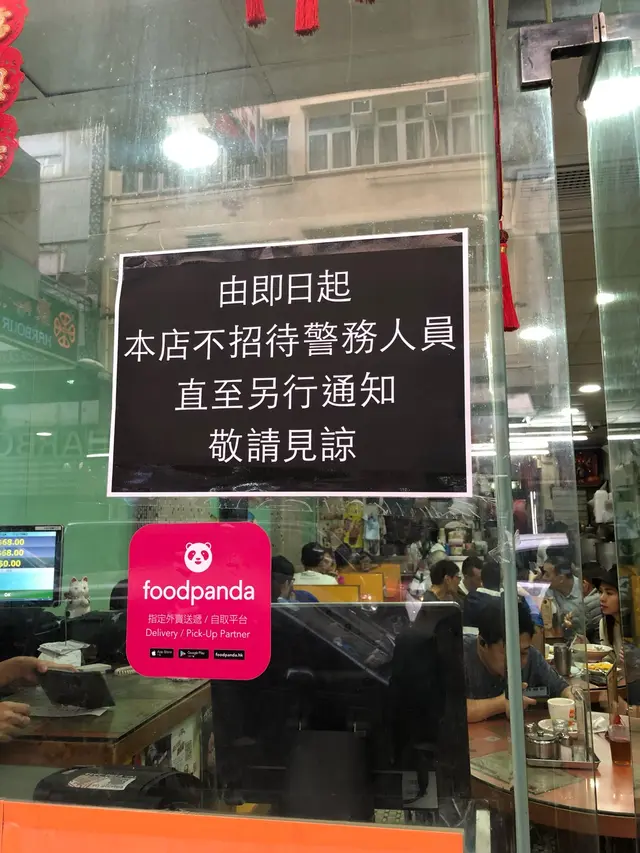 由即日起
本店不招待警務人員
直至另行通知
敬請見諒
foodpanda
指定外賣送遞 / 自取平台
Delivery / Pick-Up Partner
foodpanda.hk
HARBOUR